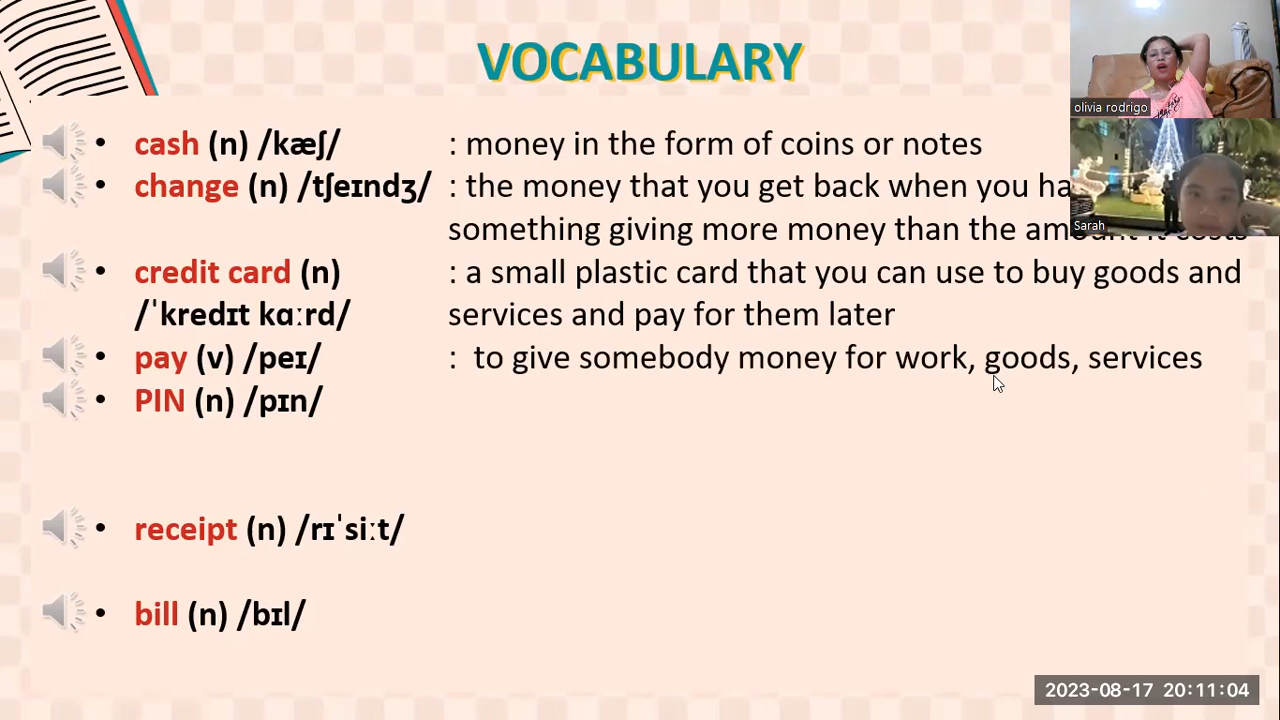 VOCABULARY
olivia rodrigo
• cash (n) /kæʃ/ : money in the form of coins or notes
• change (n) /tʃeɪndʒ/ : the money that you get back when you
Sarah
something giving more money than the amount it costs
• credit card (n) : a small plastic card that you can use to buy goods and
/ˈkredɪt kɑːrd/ services and pay for them later
• pay (v) /peɪ/ : to give somebody money for work, goods, services
• PIN (n) /pɪn/
• receipt (n) /rɪˈsiːt/
• bill (n) /bɪl/
2023-08-17 20:11:04